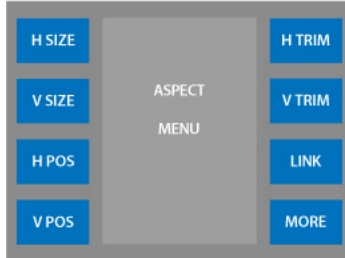 H SIZE
H TRIM
V SIZE
ASPECT
MENU
V TRIM
H POS
LINK
V POS
MORE